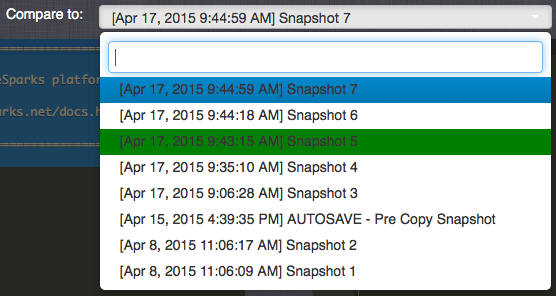 Compare to:
[Apr 17, 2015 9:44:59 AM] Snapshot 7
[Apr 17, 2015 9:44:59 AM] Snapshot 7
[Apr 17, 2015 9:44:18 AM] Snapshot 6
[Apr 17, 2015 9:43:15 AM] Snapshot 5
[Apr 17, 2015 9:35:10 AM] Snapshot 4
[Apr 17, 2015 9:06:28 AM] Snapshot 3
[Apr 15, 2015 4:39:35 PM] AUTOSAVE - Pre Copy Snapshot
[Apr 8, 2015 11:06:17 AM] Snapshot 2
[Apr 8, 2015 11:06:09 AM] Snapshot 1
eSparks platfor
arks.net/docs.h